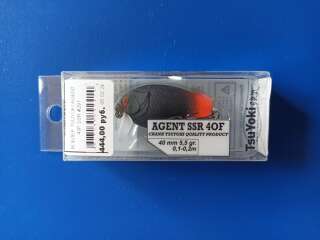 AGENT SSR 40F
CRANK TSUYOKI QUALITY PRODUCT
40 mm 5,5 gr.
0,1-0,2m
TsuYoki
444,00 руб.